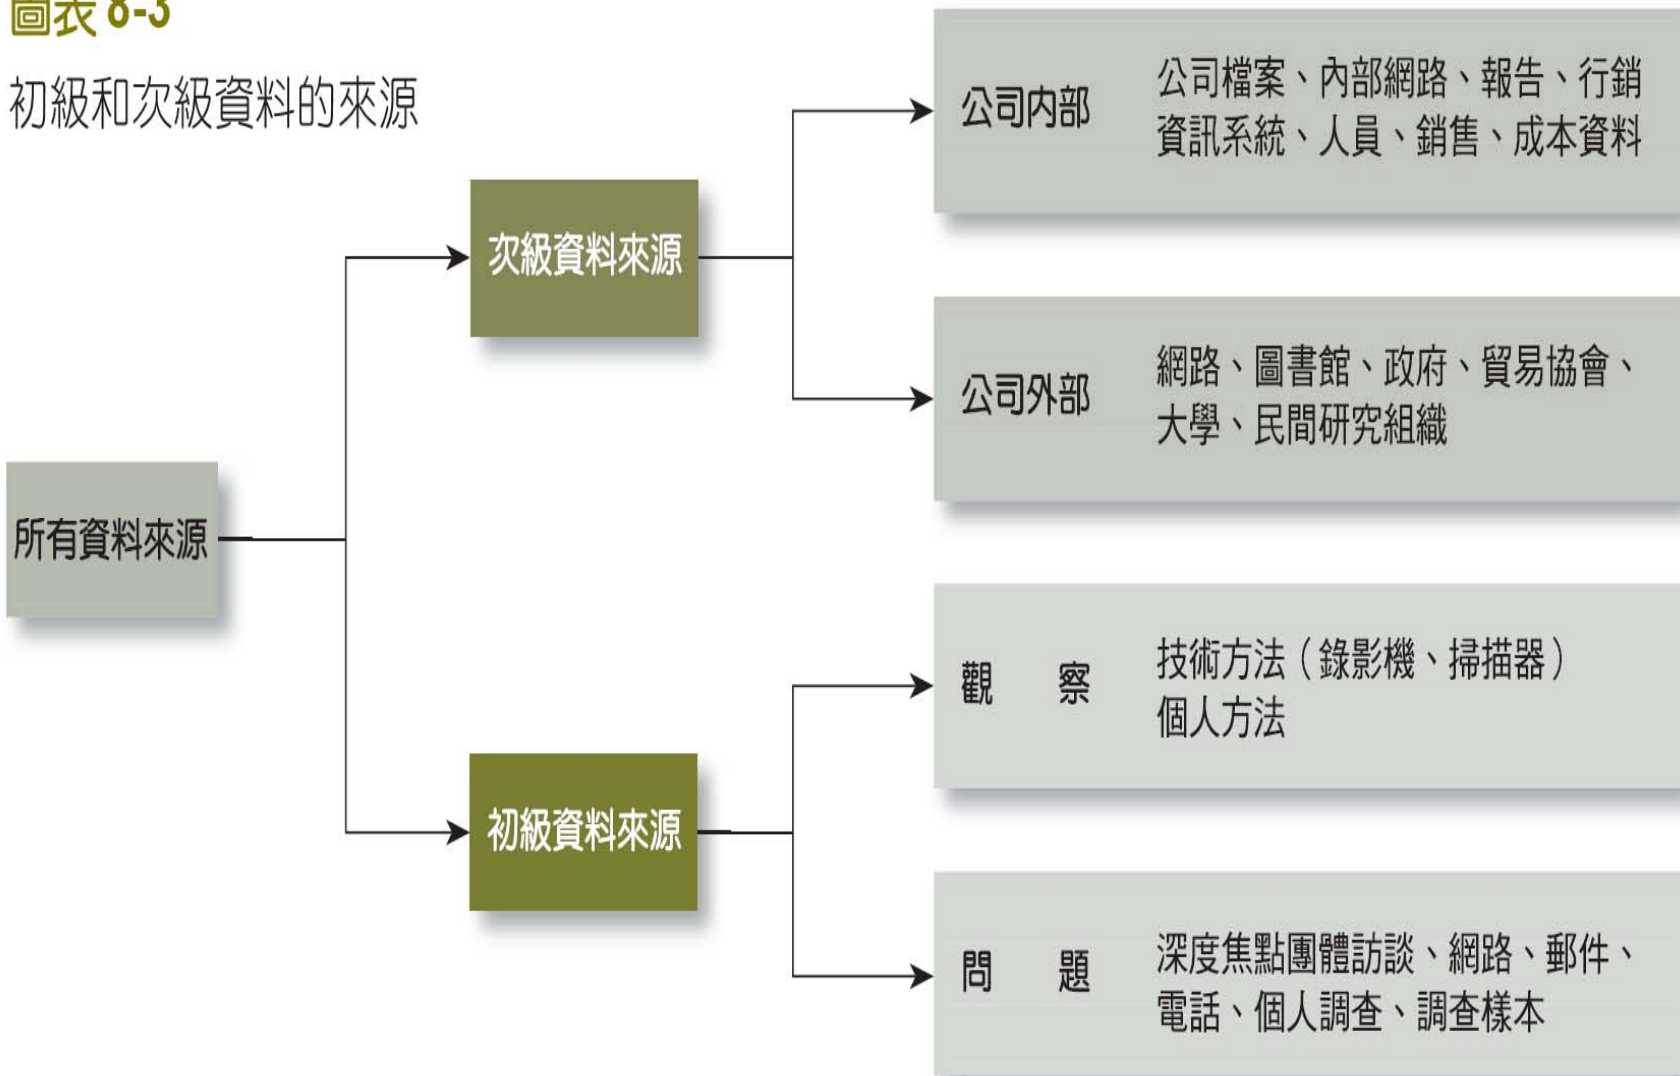 圖表 8-3
初級和次級資料的來源
所有資料來源
次級資料來源
公司內部
公司檔案、內部網路、報告、行銷
資訊系統、人員、銷售、成本資料
公司外部
網路、圖書館、政府、貿易協會、
大學、民間研究組織
初級資料來源
觀察
技術方法（錄影機、掃描器）
個人方法
問題
深度焦點團體訪談、網路、郵件、
電話、個人調查、調查樣本